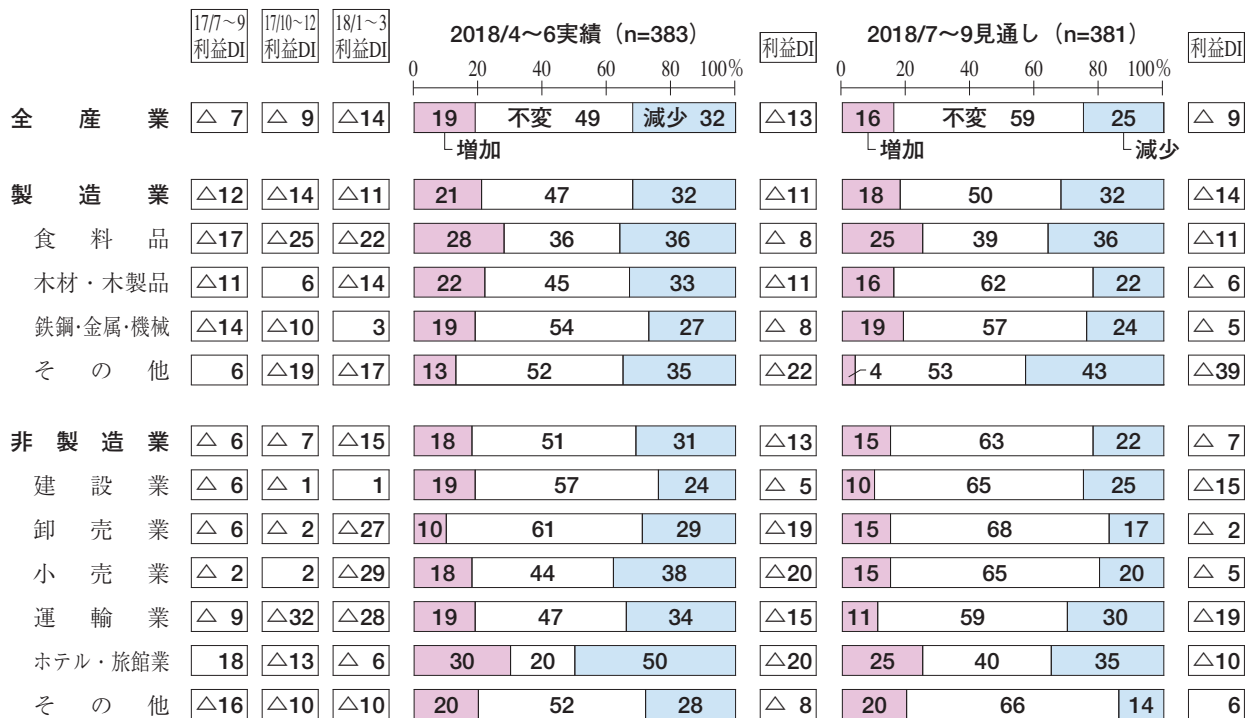 17/7～9 利益DI 17/10～12 利益DI 18/1～3 利益DI 2018/4～6実績（n=383） 利益DI 2018/7～9見通し（n=381） 利益DI
0 20 40 60 80 100% 0 20 40 60 80 100%
全産業 △ 7 △ 9 △14 19 不変 49 減少 32 △13 16 不変 59 25 △ 9
増加 増加 減少
製造業 △12 △14 △11 21 47 32 △11 18 50 32 △14
食料品 △17 △25 △22 28 36 36 △ 8 25 39 36 △11
木材・木製品 △11 6 △14 22 45 33 △11 16 62 22 △ 6
鉄鋼・金属・機械 △14 △10 3 19 54 27 △ 8 19 57 24 △ 5
その他 6 △19 △17 13 52 35 △22 4 53 43 △39
非製造業 △ 6 △ 7 △15 18 51 31 △13 15 63 22 △ 7
建設業 △ 6 △ 1 1 19 57 24 △ 5 10 65 25 △15
卸売業 △ 6 △ 2 △27 10 61 29 △19 15 68 17 △ 2
小売業 △ 2 2 △29 18 44 38 △20 15 65 20 △ 5
運輸業 △ 9 △32 △28 19 47 34 △15 11 59 30 △19
ホテル・旅館業 18 △13 △ 6 30 20 50 △20 25 40 35 △10
その他 △16 △10 △10 20 52 28 △ 8 20 66 14 6